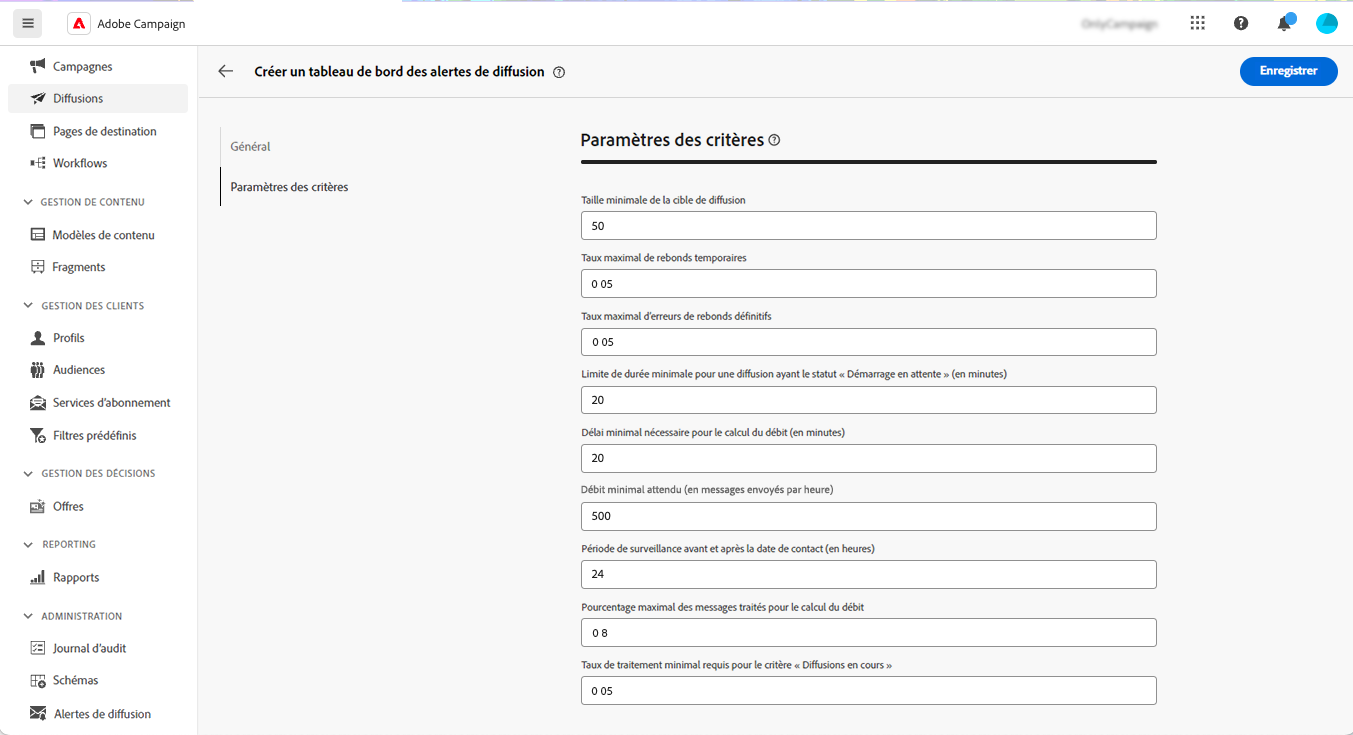 Adobe Campaign
Campagnes
Diffusions
Pages de destination
Workflows
GESTION DE CONTENU
Modèles de contenu
Fragments
GESTION DES CLIENTS
Profils
Audiences
Services d'abonnement
Filtres prédéfinis
GESTION DES DÉCISIONS
Offres
REPORTING
Rapports
ADMINISTRATION
Journal d'audit
Schémas
Alertes de diffusion
Créer un tableau de bord des alertes de diffusion
Enregistrer
Général
Paramètres des critères
Paramètres des critères
Taille minimale de la cible de diffusion
50
Taux maximal de rebonds temporaires
0 05
Taux maximal d'erreurs de rebonds définitifs
0 05
Limite de durée minimale pour une diffusion ayant le statut « Démarrage en attente » (en minutes)
20
Délai minimal nécessaire pour le calcul du débit (en minutes)
20
Débit minimal attendu (en messages envoyés par heure)
500
Période de surveillance avant et après la date de contact (en heures)
24
Pourcentage maximal des messages traités pour le calcul du débit
0 8
Taux de traitement minimal requis pour le critère « Diffusions en cours »
0 05